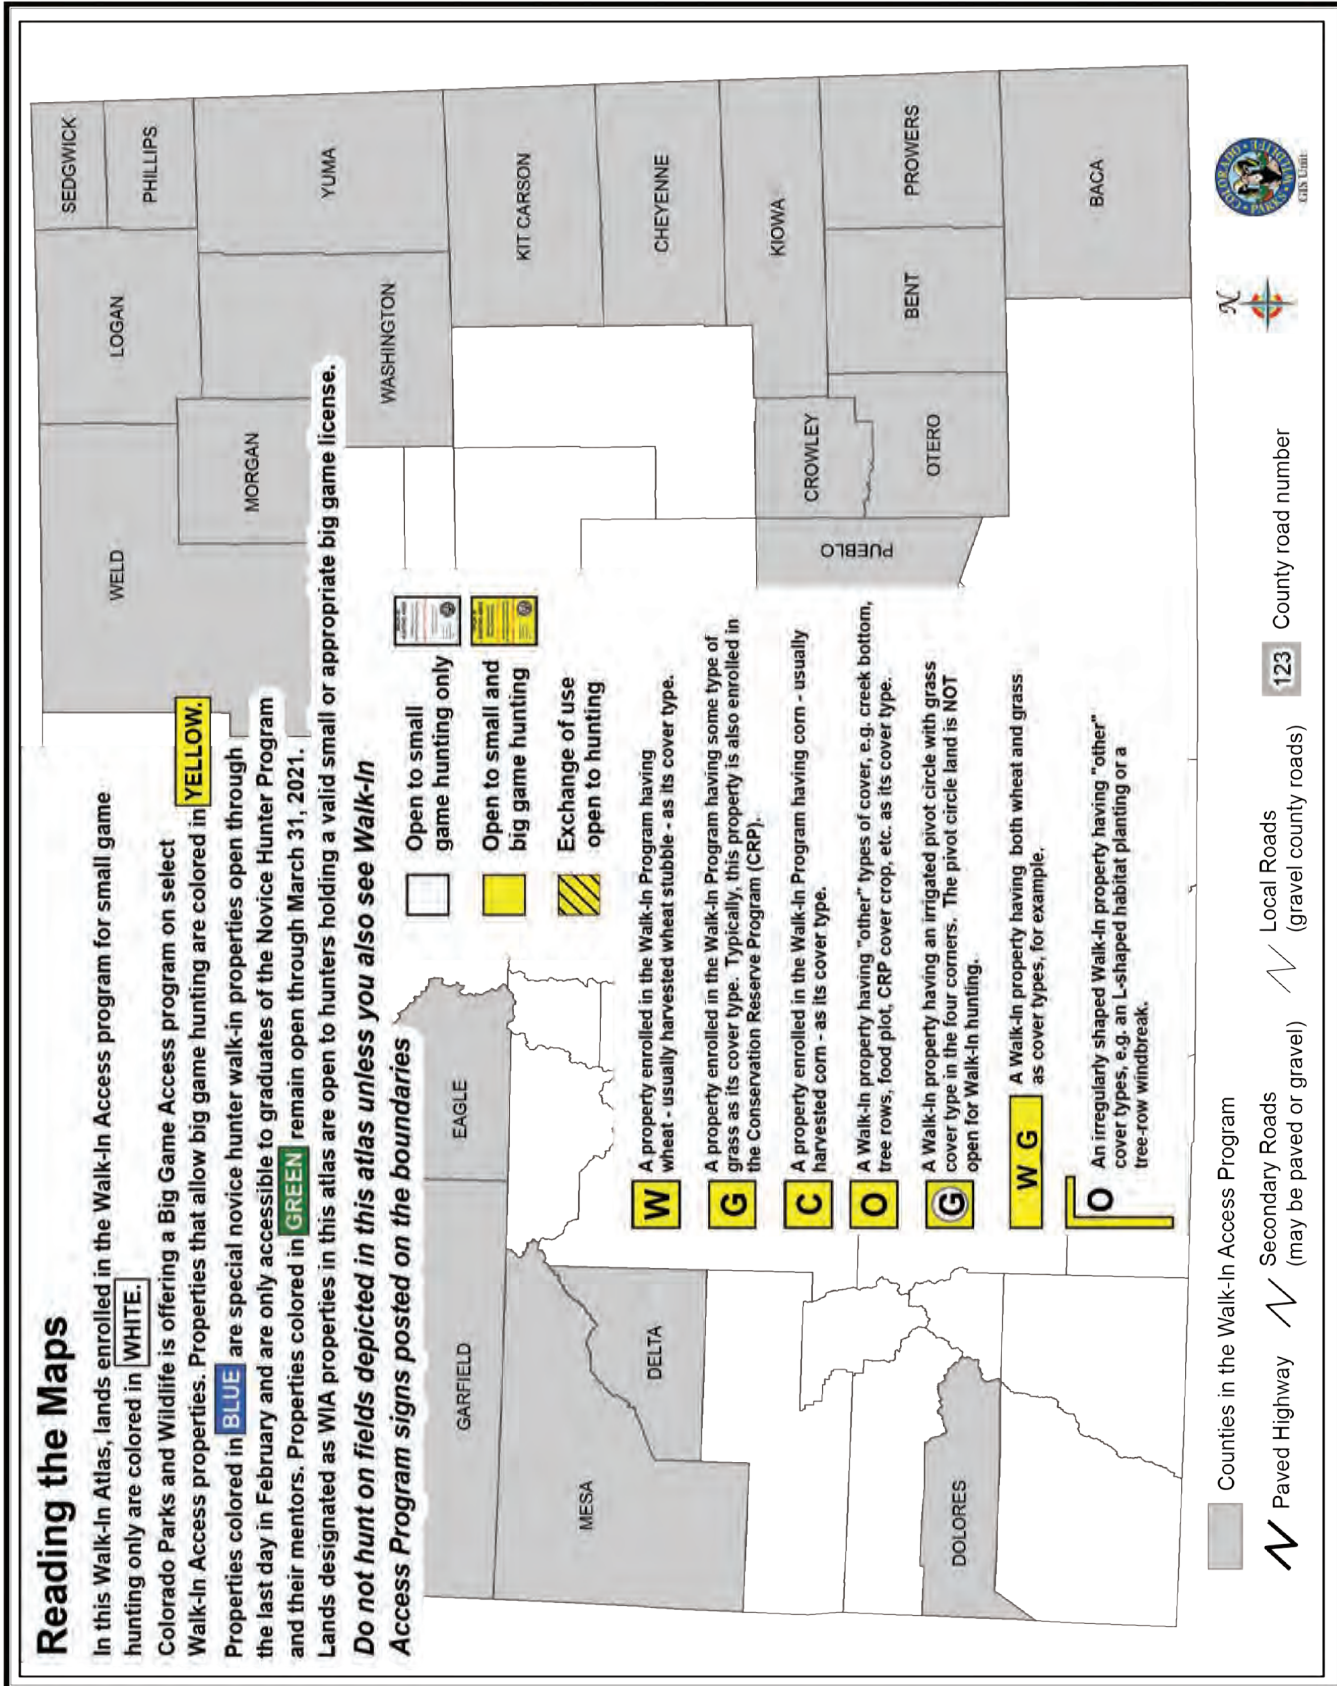 Reading the Maps
In this Walk-In Atlas, lands enrolled in the Walk-In Access program for small game
hunting only are colored in WHITE.
Colorado Parks and Wildlife is offering a Big Game Access program on select
Walk-In Access properties. Properties that allow big game hunting are colored in YELLOW.
Properties colored in BLUE are special novice hunter walk-in properties open through
the last day in February and are only accessible to graduates of the Novice Hunter Program
and their mentors. Properties colored in GREEN remain open through March 31, 2021.
Lands designated as WIA properties in this atlas are open to hunters holding a valid small or appropriate big game license.
Do not hunt on fields depicted in this atlas unless you also see Walk-In
Access Program signs posted on the boundaries
Open to small
game hunting only
Open to small and
big game hunting
Exchange of use
open to hunting
W
A property enrolled in the Walk-In Program having
wheat - usually harvested wheat stubble - as its cover type.
G
A property enrolled in the Walk-In Program having some type of
grass as its cover type. Typically, this property is also enrolled in
the Conservation Reserve Program (CRP).
C
A property enrolled in the Walk-In Program having corn - usually
harvested corn - as its cover type.
O
A Walk-In property having "other" types of cover, e.g. creek bottom,
tree rows, food plot, CRP cover crop, etc. as its cover type.
G
A Walk-In property having an irrigated pivot circle with grass
cover type in the four corners. The pivot circle land is NOT
open for Walk-In hunting.
W G
A Walk-In property having both wheat and grass
as cover types, for example.
O
An irregularly shaped Walk-In property having "other"
cover types, e.g. an L-shaped habitat planting or a
tree-row windbreak.
WELD
LOGAN
SEDGWICK
PHILLIPS
MORGAN
WASHINGTON
YUMA
KIT CARSON
CHEYENNE
KIOWA
CROWLEY
PUEBLO
OTERO
BENT
PROWERS
BACA
GARFIELD
EAGLE
MESA
DELTA
DOLORES
Counties in the Walk-In Access Program
Paved Highway
Secondary Roads
(may be paved or gravel)
Local Roads
(gravel county roads)
123
County road number
N
COLORADO
PARKS
WILDLIFE
GIS Unit